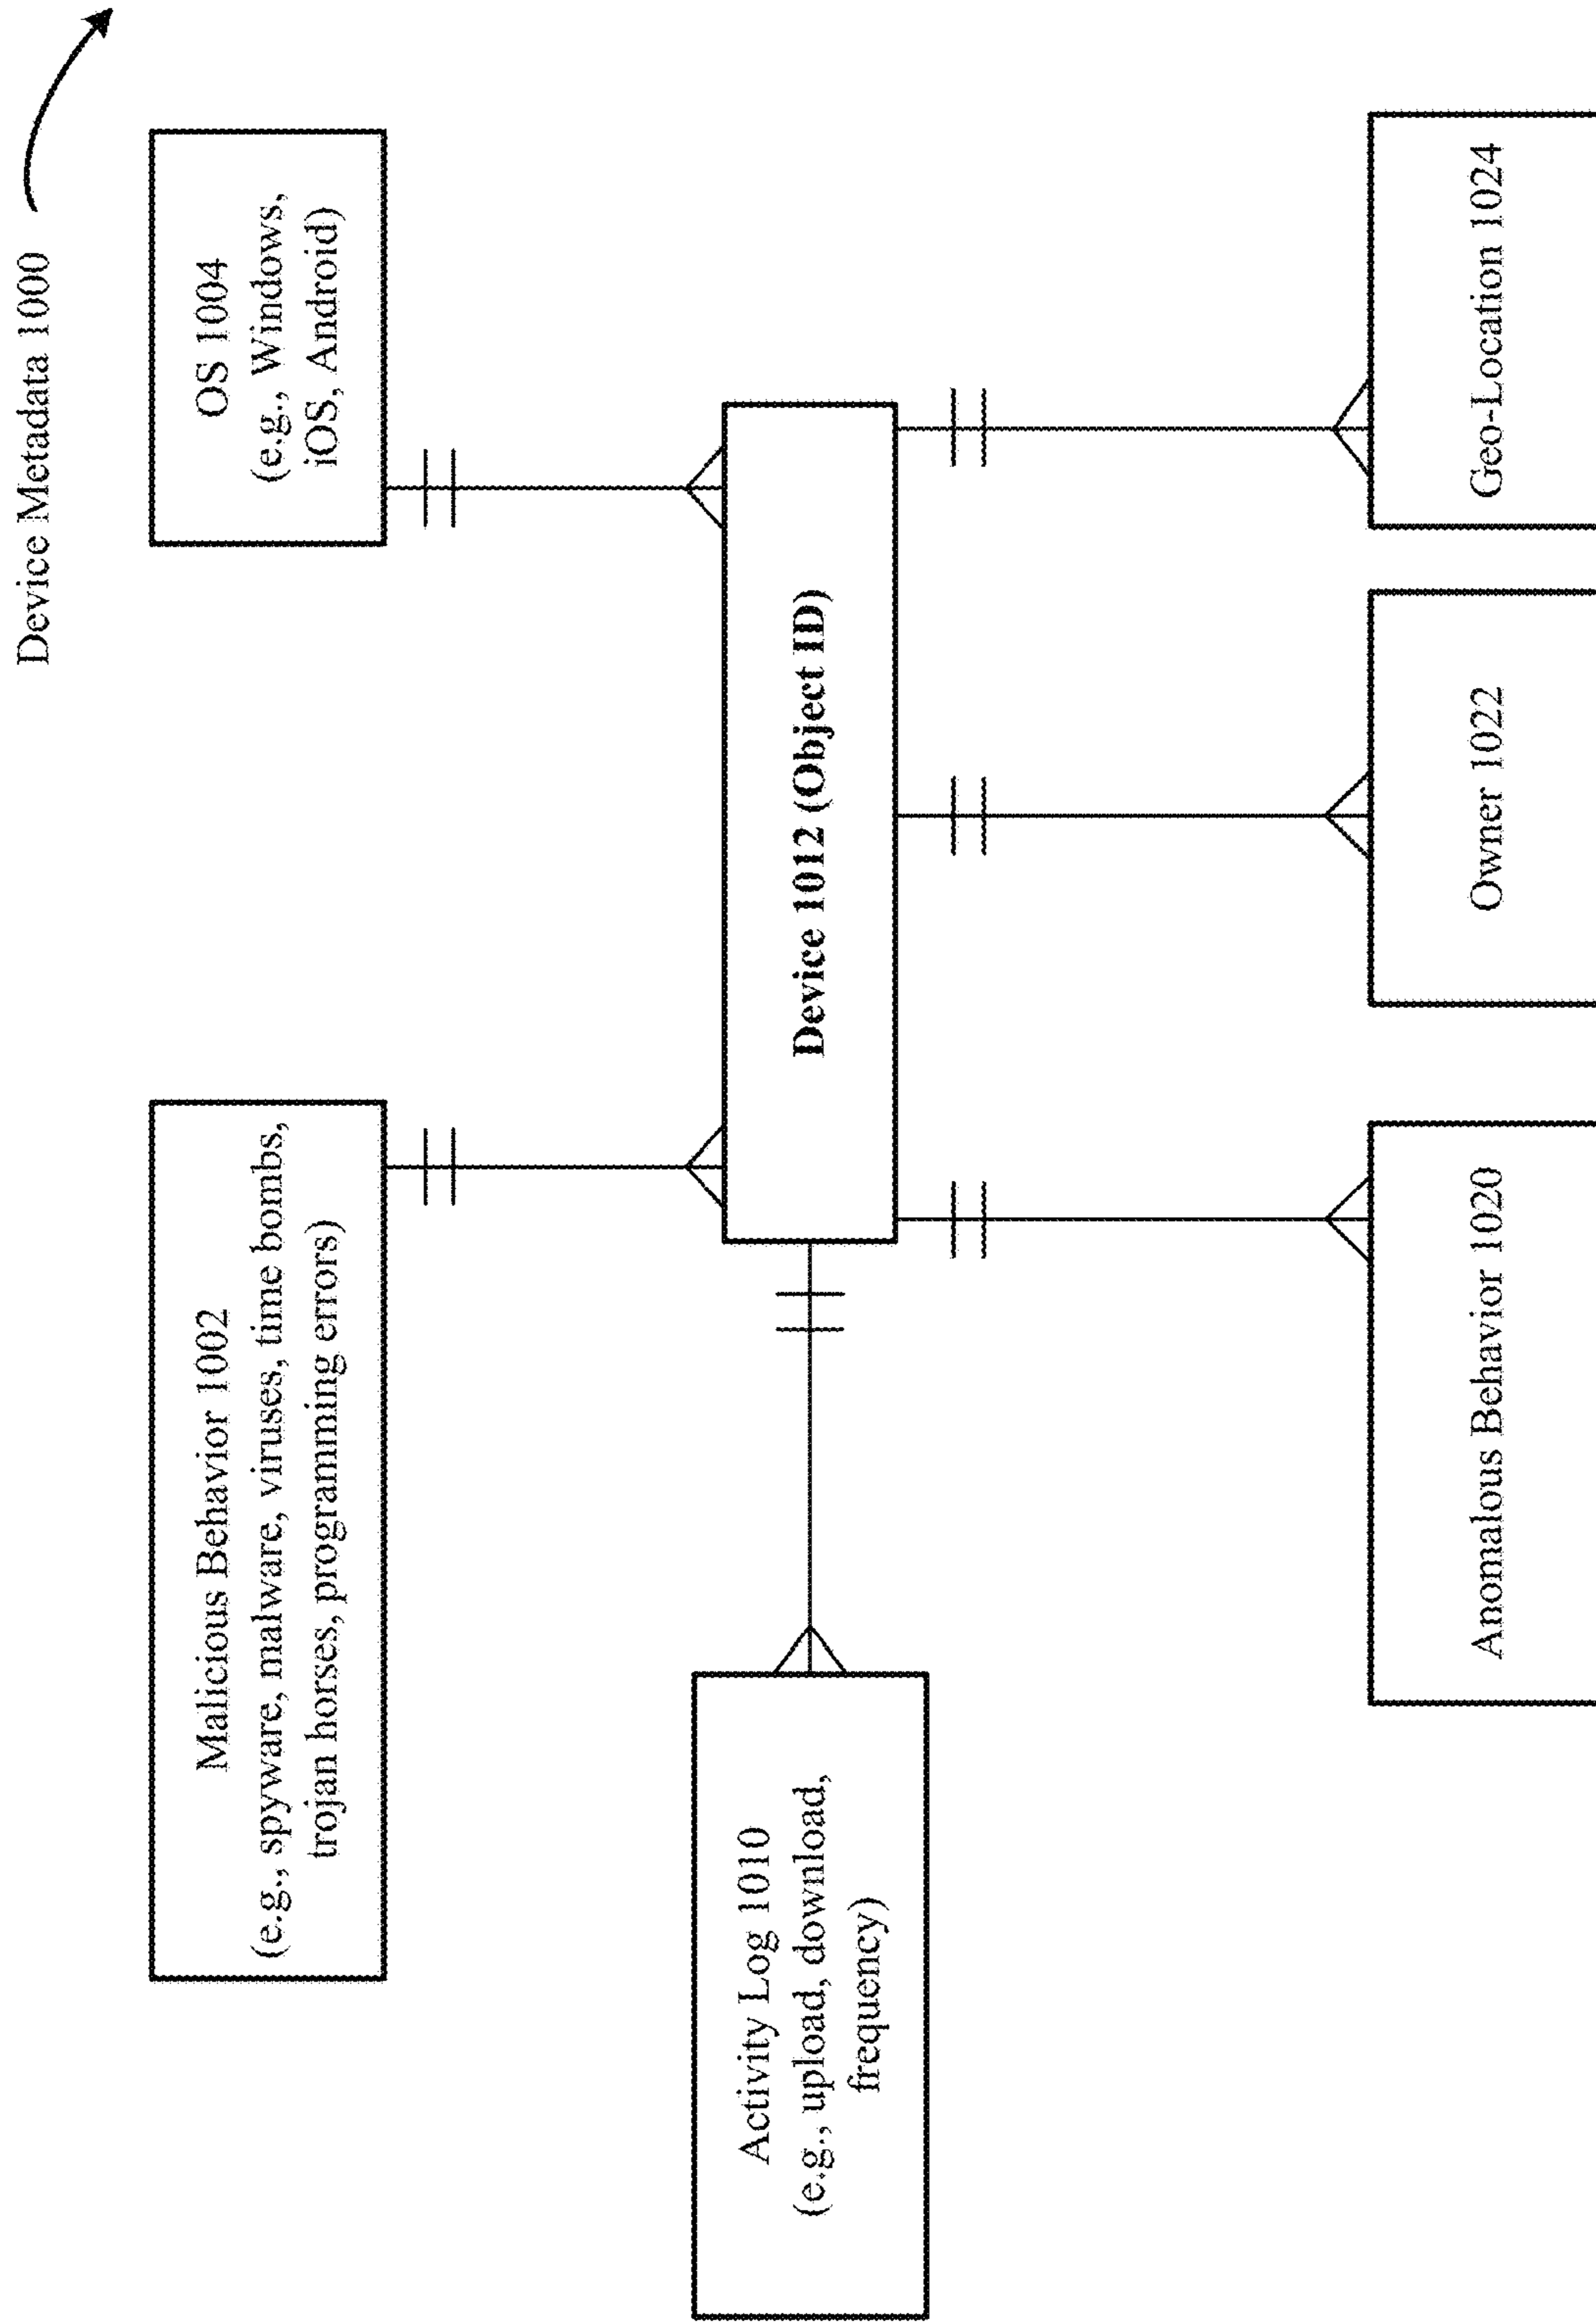 Device Metadata 1000
Malicious Behavior 1002
(e.g., spyware, malware, viruses, time bombs,
trojan horses, programming errors)
OS 1004
(e.g., Windows,
iOS, Android)
Activity Log 1010
(e.g., upload, download,
frequency)
Device 1012 (Object ID)
Anomalous Behavior 1020
Owner 1022
Geo-Location 1024